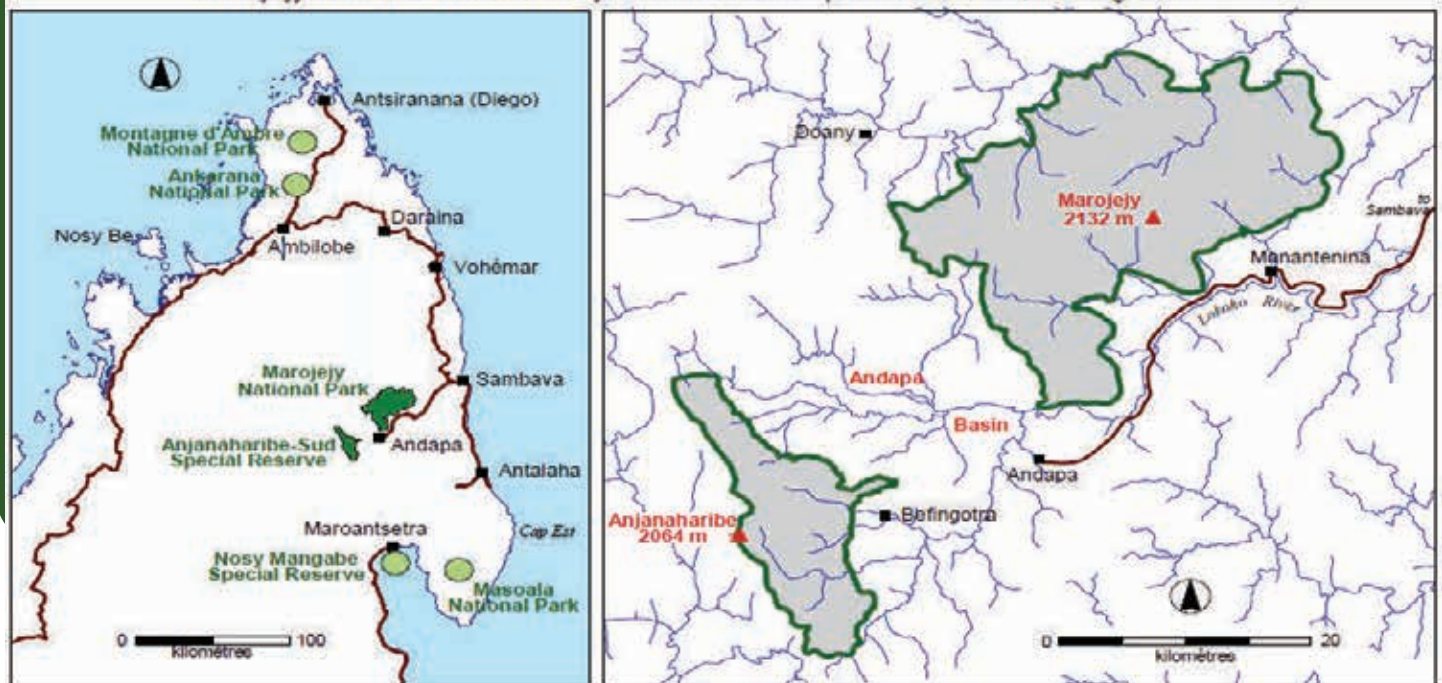 Antsiranana (Diego)
Montagne d'Ambre
National Park
Ankarana
National Park
Nosy Be
Daraina
Ambilobe
Vohémar
Marojejy
National Park
Sambava
Anjanaharibe-Sud
Special Reserve
Andapa
Antalaha
Maroantsetra
Cap Est
Nosy Mangabe
Special Reserve
Masoala
National Park
0 100
kilométres
Doany
Marojejy
2132 m
to
Sambava
Manantenina
Lokoho River
Andapa
Basin
Andapa
Anjanaharibe
2064 m
Befingotra
0 20
kilométres